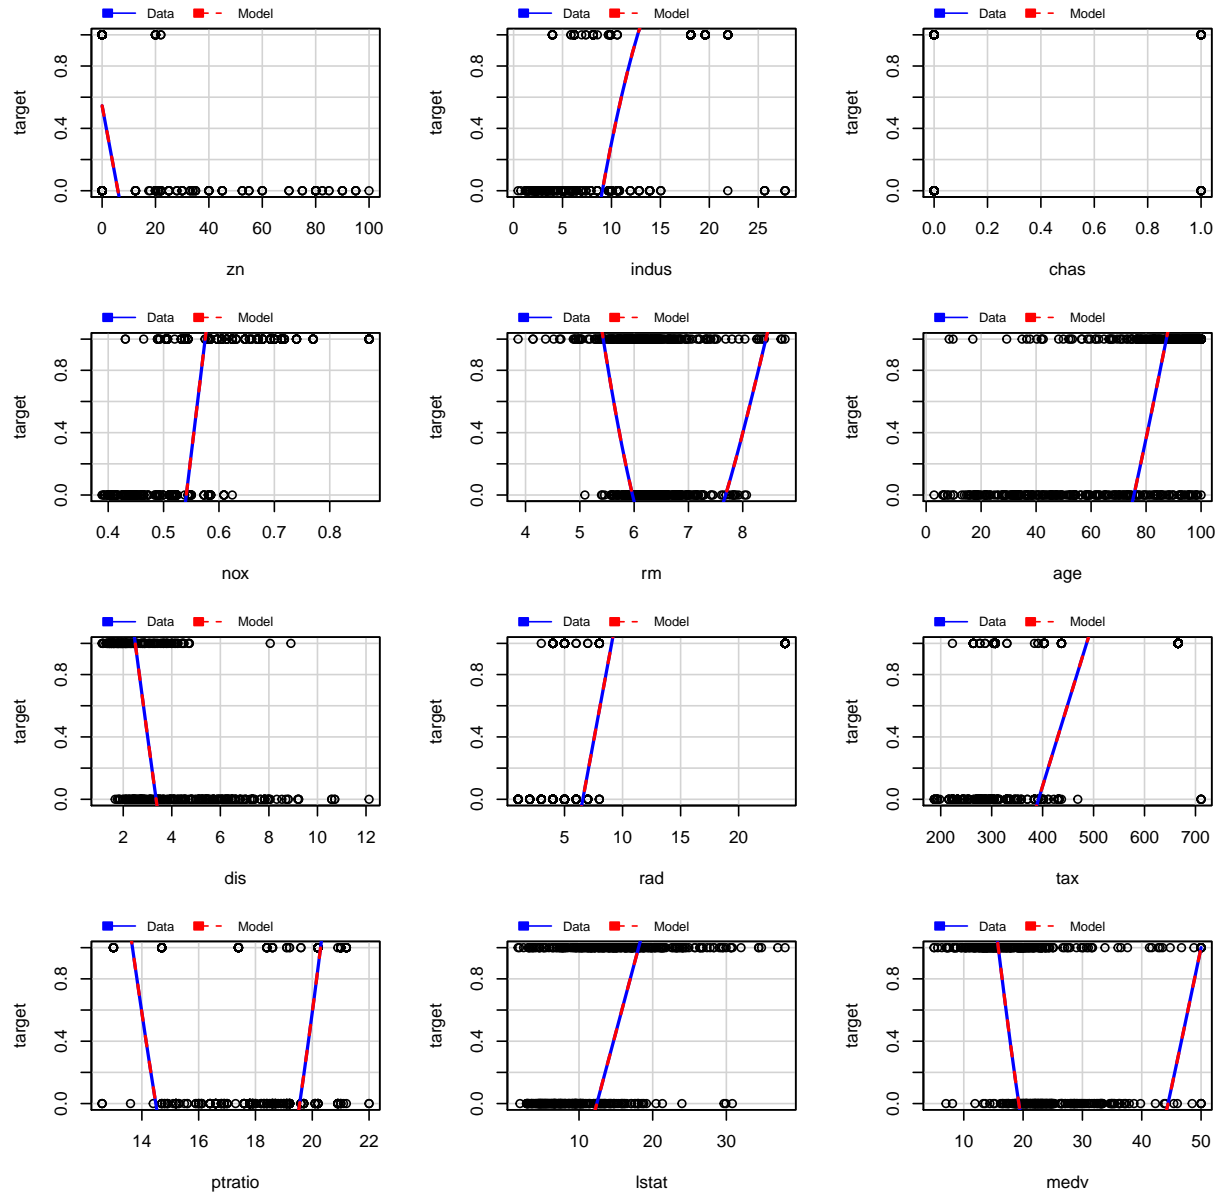 Data Model
target
0.0 0.4 0.8
0 20 40 60 80 100
zn
Data Model
target
0.0 0.4 0.8
0 5 10 15 20 25
indus
Data Model
target
0.0 0.4 0.8
0.0 0.2 0.4 0.6 0.8 1.0
chas
Data Model
target
0.0 0.4 0.8
0.4 0.5 0.6 0.7 0.8
nox
Data Model
target
0.0 0.4 0.8
4 5 6 7 8
rm
Data Model
target
0.0 0.4 0.8
0 20 40 60 80 100
age
Data Model
target
0.0 0.4 0.8
2 4 6 8 10 12
dis
Data Model
target
0.0 0.4 0.8
5 10 15 20
rad
Data Model
target
0.0 0.4 0.8
200 300 400 500 600 700
tax
Data Model
target
0.0 0.4 0.8
14 16 18 20 22
ptratio
Data Model
target
0.0 0.4 0.8
10 20 30
lstat
Data Model
target
0.0 0.4 0.8
10 20 30 40 50
medv